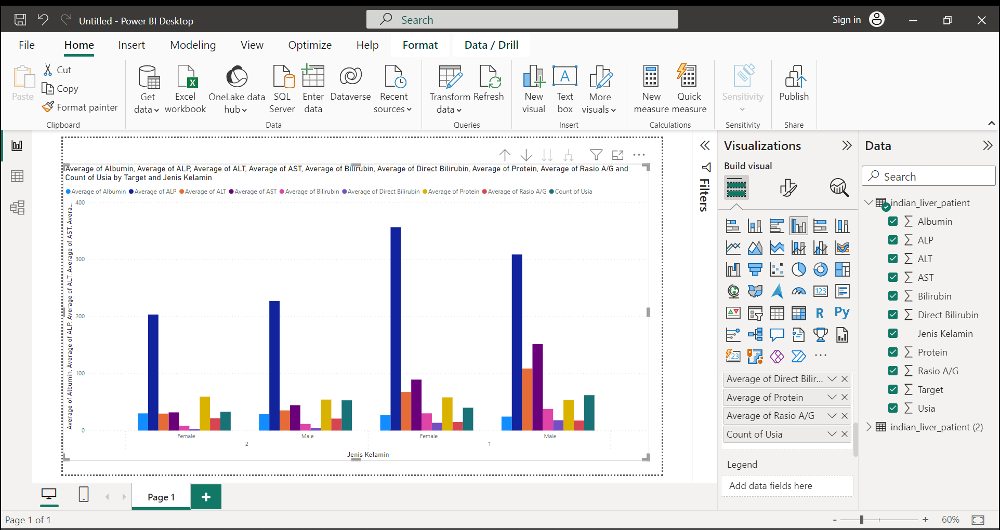 Untitled - Power BI Desktop
Search
Sign in
File Home Insert Modeling View Optimize Help Format Data / Drill
Paste
Cut
Copy
Format painter
Clipboard
Get data
Excel workbook
OneLake data hub
SQL Server
Enter data
Dataverse
Recent sources
Data
Transform data
Refresh
Queries
New visual
Text box
More visuals
Insert
New measure
Quick measure
Calculations
Sensitivity
Sensitivity
Publish
Share
Average of Albumin, Average of ALP, Average of ALT, Average of AST, Average of Bilirubin, Average of Direct Bilirubin, Average of Protein, Average of Rasio A/G and
Count of Usia by Target and Jenis Kelamin
Average of Albumin Average of ALP Average of ALT Average of AST Average of Bilirubin Average of Direct Bilirubin Average of Protein Average of Rasio A/G Count of Usia
Average of Albumin, Average of ALP, Average of ALT, Average of AST, Avera...
400
300
200
100
0
Female Male Female Male
2 1
Jenis Kelamin
Filters
Visualizations
Build visual
123
R
Py
123
Average of Direct Bilir...
Average of Protein
Average of Rasio A/G
Count of Usia
Legend
Add data fields here
Data
Search
indian_liver_patient
Albumin
ALP
ALT
AST
Bilirubin
Direct Bilirubin
Jenis Kelamin
Protein
Rasio A/G
Target
Usia
indian_liver_patient (2)
Page 1
Page 1 of 1
60%